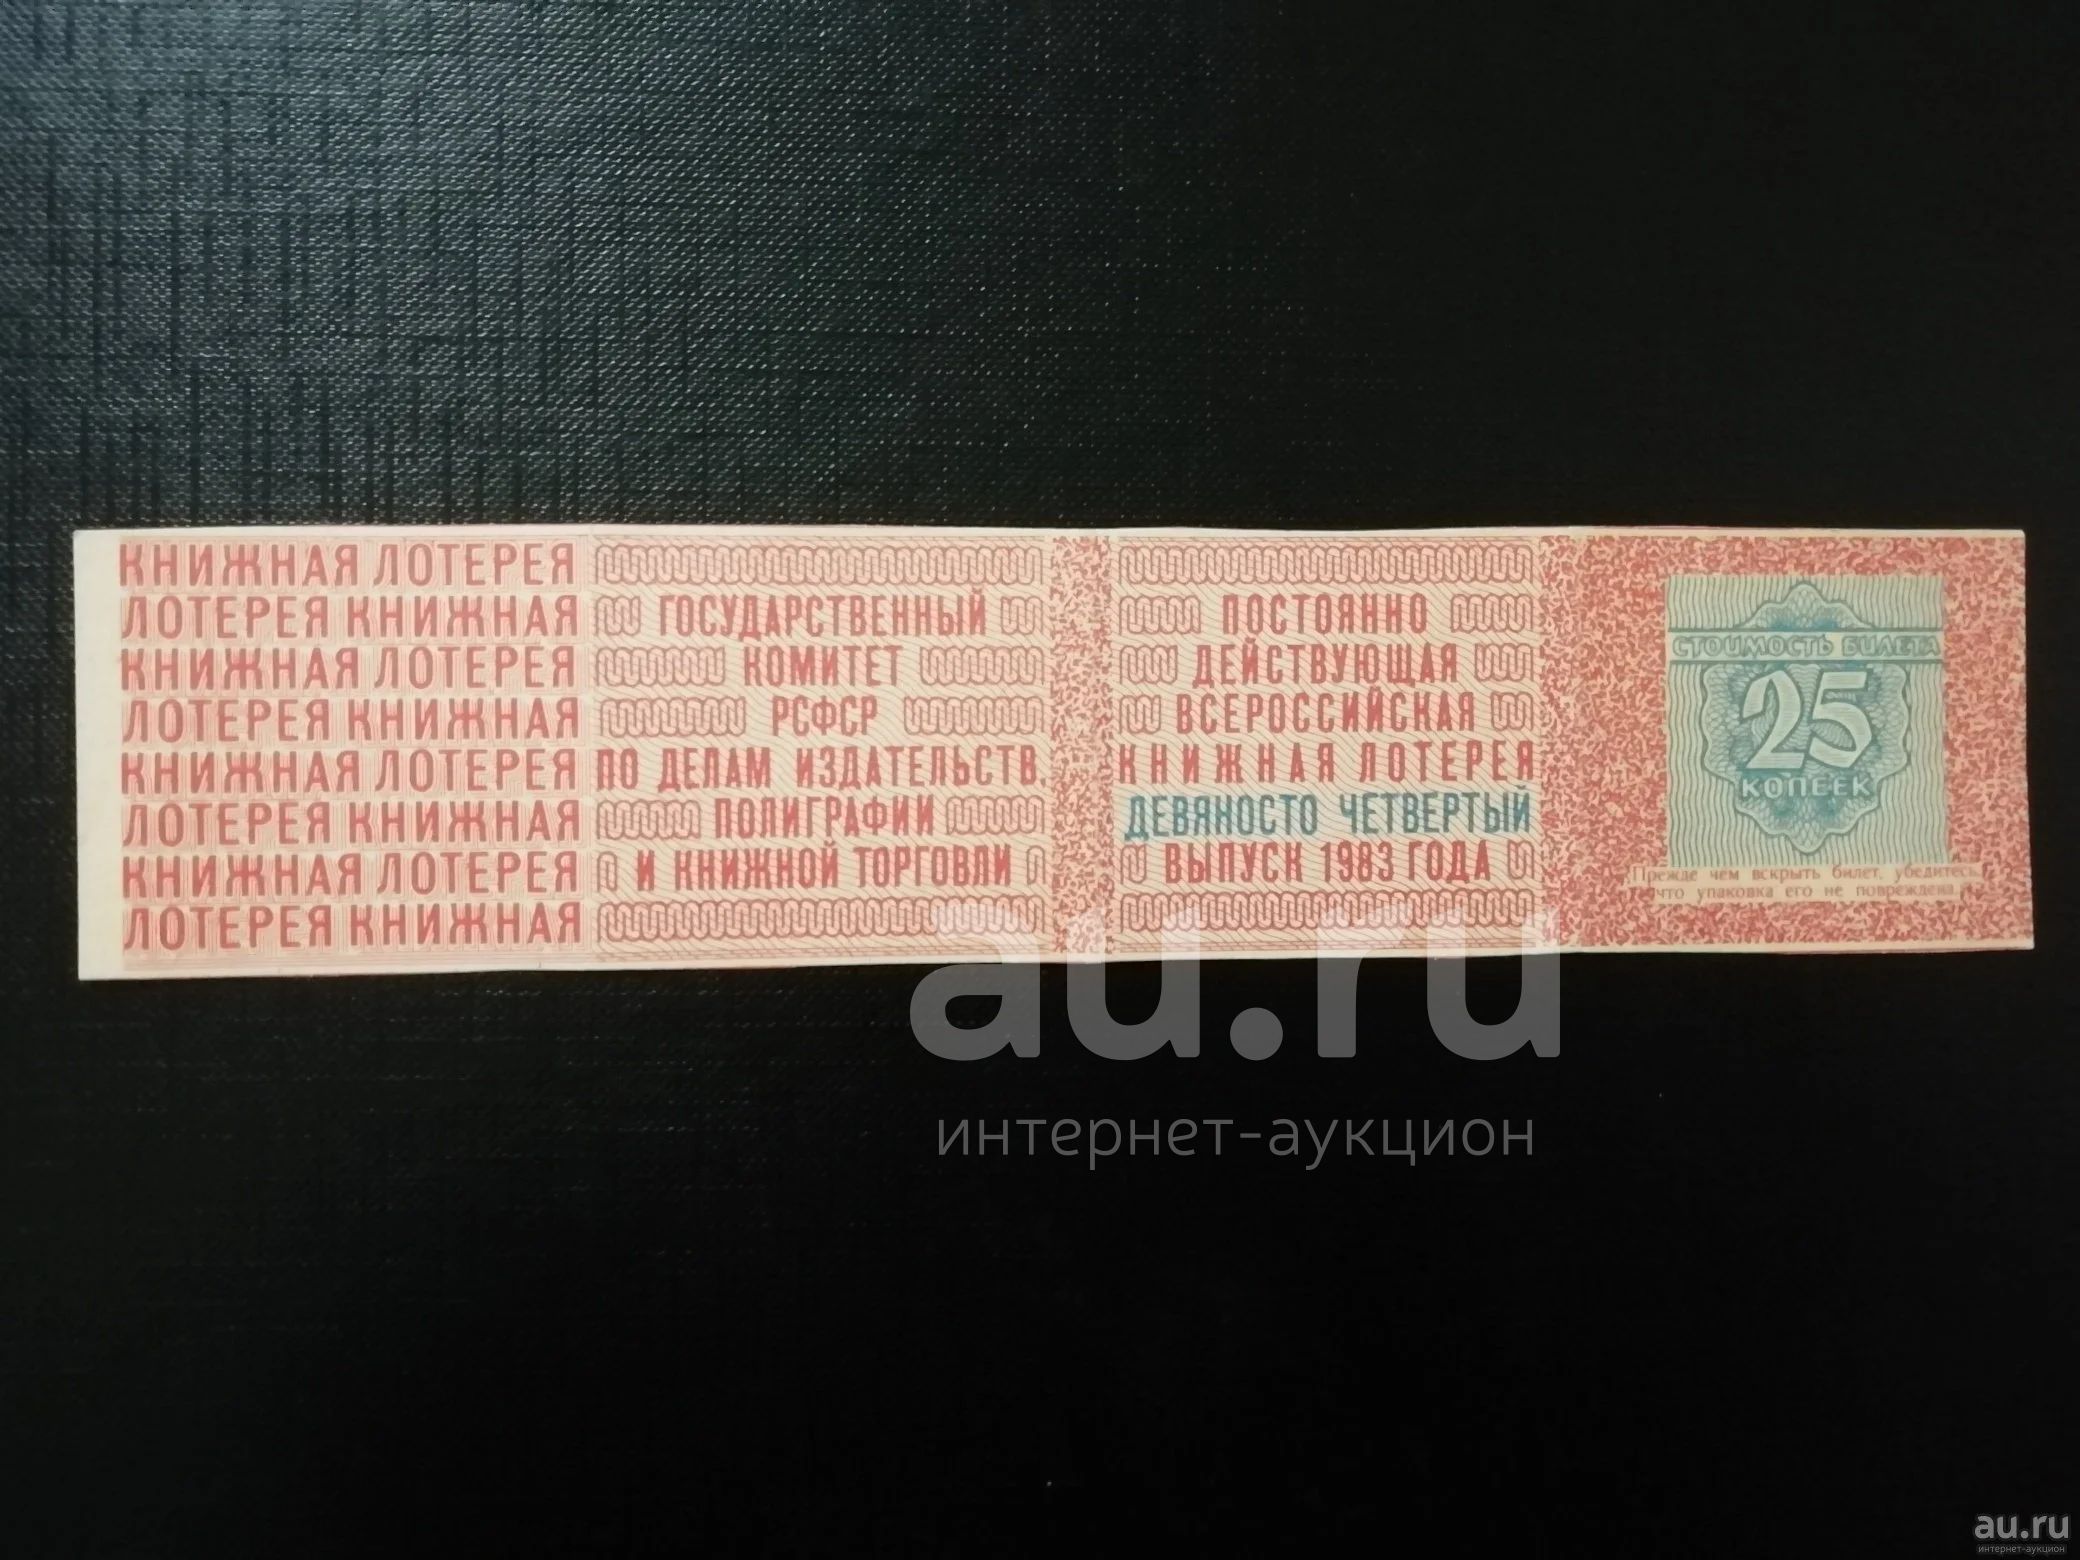 КНИЖНАЯ ЛОТЕРЕЯ
ЛОТЕРЕЯ КНИЖНАЯ
КНИЖНАЯ ЛОТЕРЕЯ
ЛОТЕРЕЯ КНИЖНАЯ
КНИЖНАЯ ЛОТЕРЕЯ
ЛОТЕРЕЯ КНИЖНАЯ
КНИЖНАЯ ЛОТЕРЕЯ
ЛОТЕРЕЯ КНИЖНАЯ
ГОСУДАРСТВЕННЫЙ
КОМИТЕТ
РСФСР
ПО ДЕЛАМ ИЗДАТЕЛЬСТВ,
ПОЛИГРАФИИ
И КНИЖНОЙ ТОРГОВЛИ
ПОСТОЯННО
ДЕЙСТВУЮЩАЯ
ВСЕРОССИЙСКАЯ
КНИЖНАЯ ЛОТЕРЕЯ
ДЕВЯНОСТО ЧЕТВЕРТЫЙ
ВЫПУСК 1983 ГОДА
СТОИМОСТЬ БИЛЕТА
25
КОПЕЕК
Прежде чем вскрыть билет, убедитесь,
что упаковка его не повреждена.
au.ru
интернет-аукцион
au.ru
интернет-аукцион